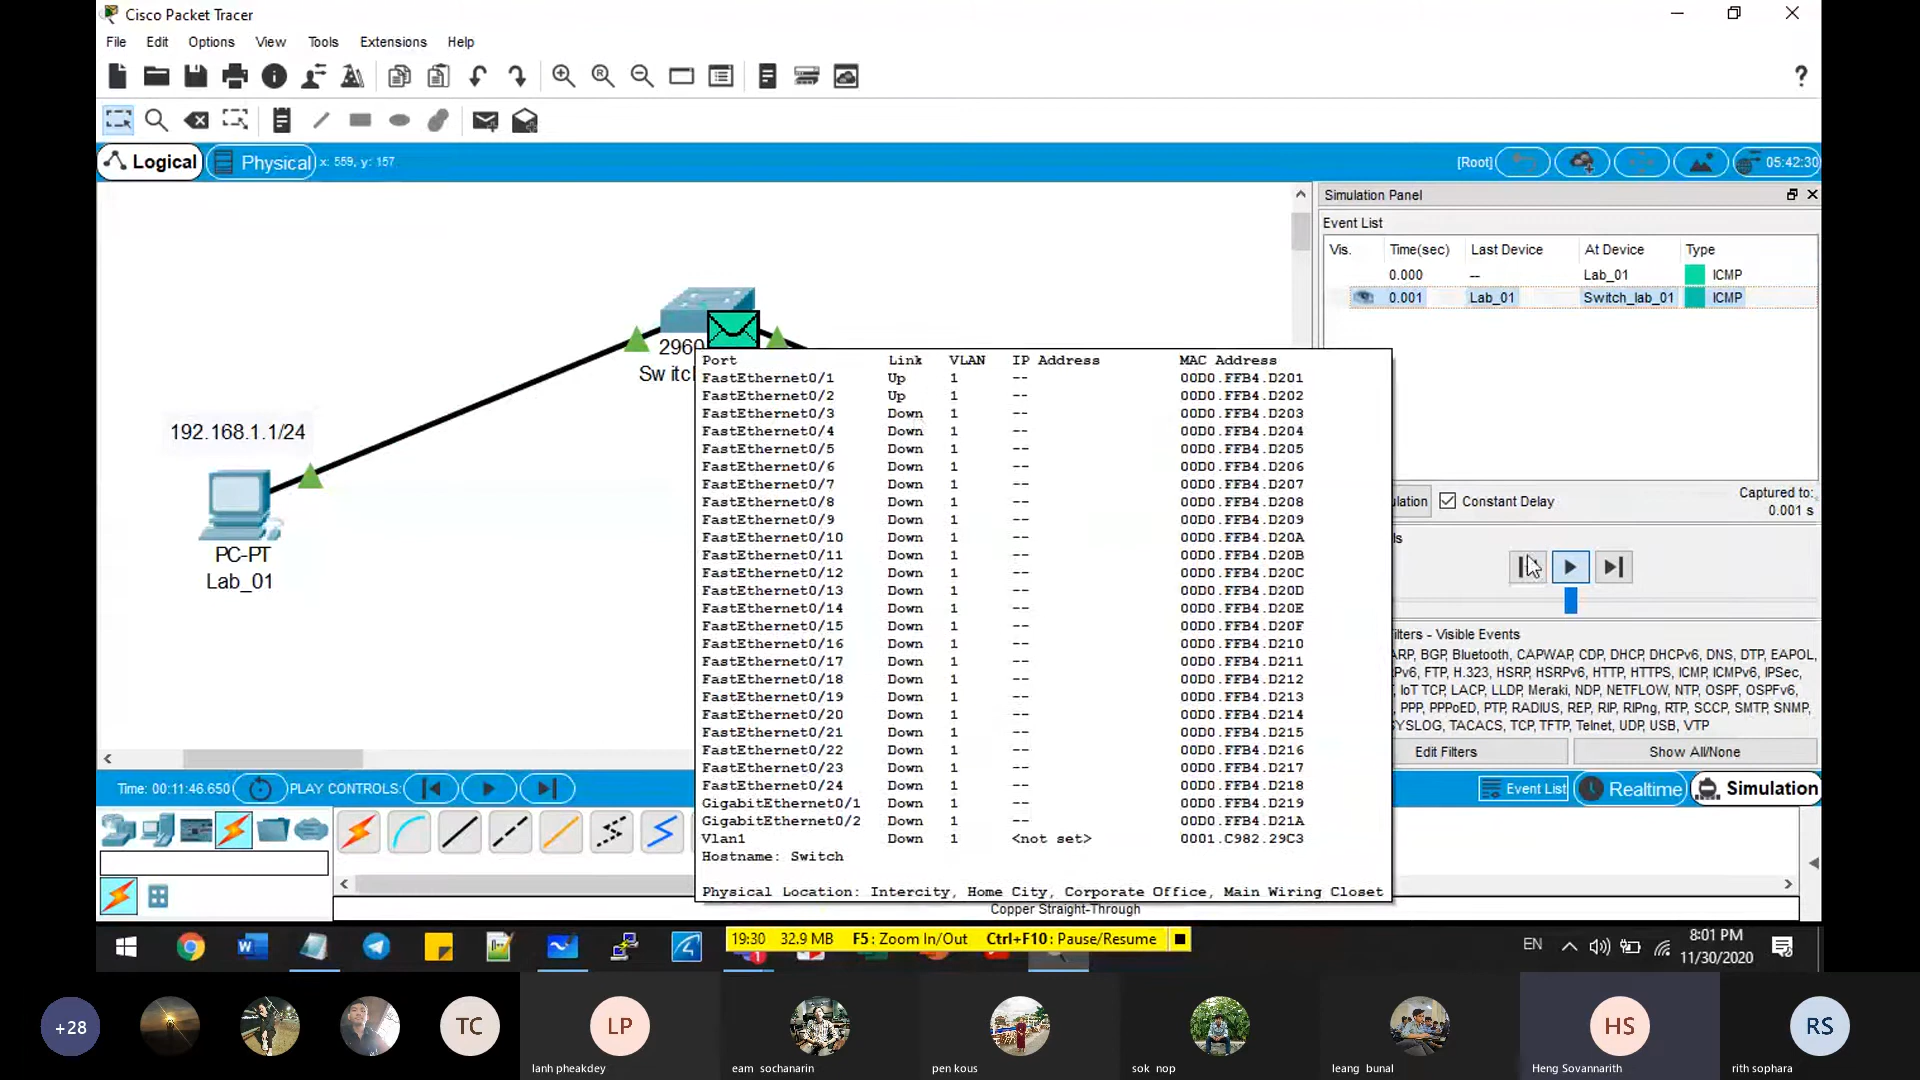 Cisco Packet Tracer
File Edit Options View Tools Extensions Help
?
Logical Physical x: 559, y: 157 [Root] 05:42:30
Simulation Panel
Event List
Vis. Time(sec) Last Device At Device Type
0.000 -- Lab_01 ICMP
0.001 Lab_01 Switch_lab_01 ICMP
2960
Switch
192.168.1.1/24
PC-PT
Lab_01
Port Link VLAN IP Address MAC Address
FastEthernet0/1 Up 1 -- 00D0.FFB4.D201
FastEthernet0/2 Up 1 -- 00D0.FFB4.D202
FastEthernet0/3 Down 1 -- 00D0.FFB4.D203
FastEthernet0/4 Down 1 -- 00D0.FFB4.D204
FastEthernet0/5 Down 1 -- 00D0.FFB4.D205
FastEthernet0/6 Down 1 -- 00D0.FFB4.D206
FastEthernet0/7 Down 1 -- 00D0.FFB4.D207
FastEthernet0/8 Down 1 -- 00D0.FFB4.D208
FastEthernet0/9 Down 1 -- 00D0.FFB4.D209
FastEthernet0/10 Down 1 -- 00D0.FFB4.D20A
FastEthernet0/11 Down 1 -- 00D0.FFB4.D20B
FastEthernet0/12 Down 1 -- 00D0.FFB4.D20C
FastEthernet0/13 Down 1 -- 00D0.FFB4.D20D
FastEthernet0/14 Down 1 -- 00D0.FFB4.D20E
FastEthernet0/15 Down 1 -- 00D0.FFB4.D20F
FastEthernet0/16 Down 1 -- 00D0.FFB4.D210
FastEthernet0/17 Down 1 -- 00D0.FFB4.D211
FastEthernet0/18 Down 1 -- 00D0.FFB4.D212
FastEthernet0/19 Down 1 -- 00D0.FFB4.D213
FastEthernet0/20 Down 1 -- 00D0.FFB4.D214
FastEthernet0/21 Down 1 -- 00D0.FFB4.D215
FastEthernet0/22 Down 1 -- 00D0.FFB4.D216
FastEthernet0/23 Down 1 -- 00D0.FFB4.D217
FastEthernet0/24 Down 1 -- 00D0.FFB4.D218
GigabitEthernet0/1 Down 1 -- 00D0.FFB4.D219
GigabitEthernet0/2 Down 1 -- 00D0.FFB4.D21A
Vlan1 Down 1 <not set> 0001.C982.29C3
Hostname: Switch
Physical Location: Intercity, Home City, Corporate Office, Main Wiring Closet
lation Constant Delay Captured to:
0.001 s
ls
ilters - Visible Events
ARP, BGP, Bluetooth, CAPWAP, CDP, DHCP, DHCPv6, DNS, DTP, EAPOL,
Pv6, FTP, H.323, HSRP, HSRPv6, HTTP, HTTPS, ICMP, ICMPv6, IPSec,
IoT TCP, LACP, LLDP, Meraki, NDP, NETFLOW, NTP, OSPF, OSPFv6,
PPP, PPPoED, PTP, RADIUS, REP, RIP, RIPng, RTP, SCCP, SMTP, SNMP,
SYSLOG, TACACS, TCP, TFTP, Telnet, UDP, USB, VTP
Edit Filters Show All/None
Time: 00:11:46.650 PLAY CONTROLS: Event List Realtime Simulation
Copper Straight-Through
19:30 32.9 MB F5: Zoom In/Out Ctrl+F10: Pause/Resume
EN 8:01 PM
11/30/2020
+28 TC LP HS RS
lanh pheakdey eam sochanarin pen kous sok nop leang bunal Heng Sovannarith rith sophara